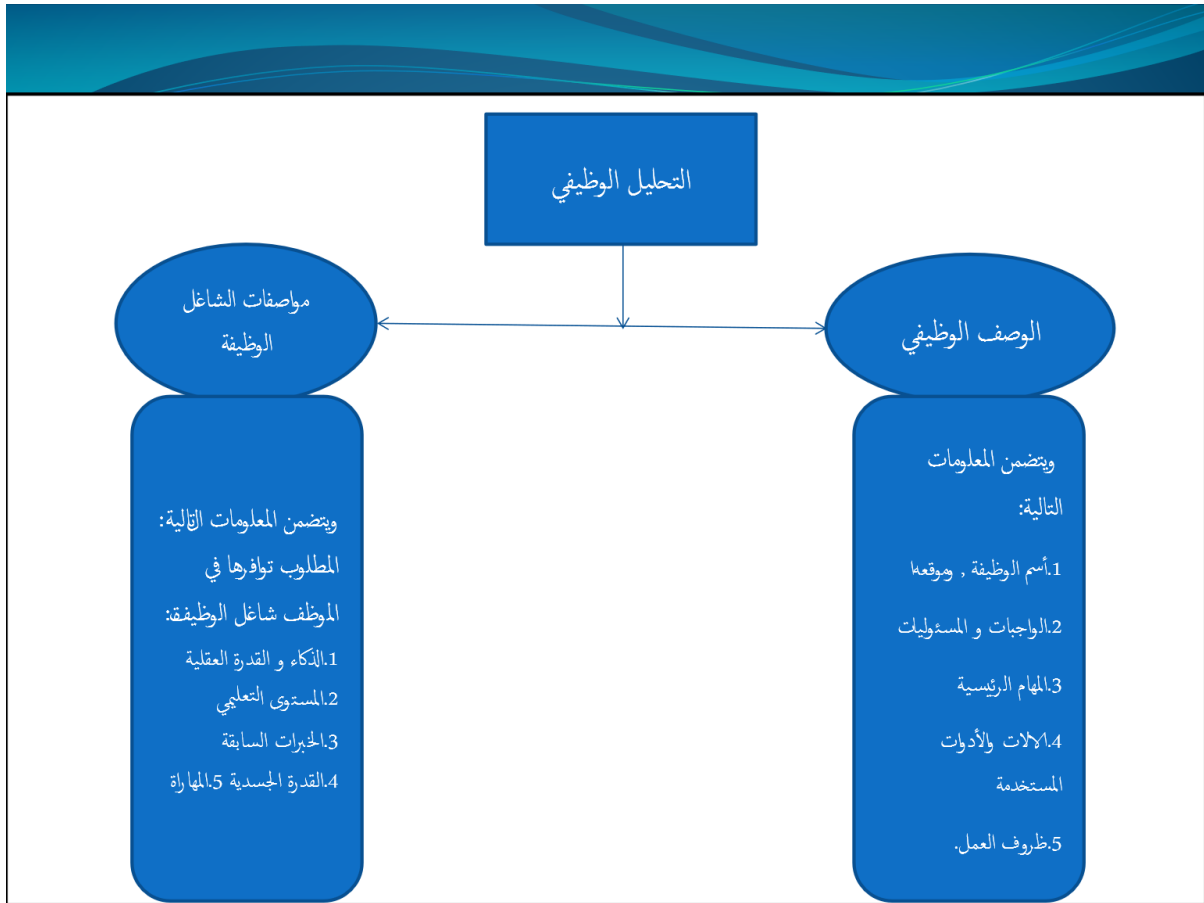 التحليل الوظيفي
الوصف الوظيفي
ويتضمن المعلومات
التالية:
1.أسم الوظيفة , وموقعها
2.الواجبات و المسئوليات
3.المهام الرئيسية
4.الالات والأدوات
المستخدمة
5.ظروف العمل.
مواصفات الشاغل
الوظيفة
ويتضمن المعلومات التالية:
المطلوب توافرها في
الموظف شاغل الوظيفة:
1.الذكاء و القدرة العقلية
2.المستوى التعليمي
3.الخبرات السابقة
4.القدرة الجسدية 5.المهاراة